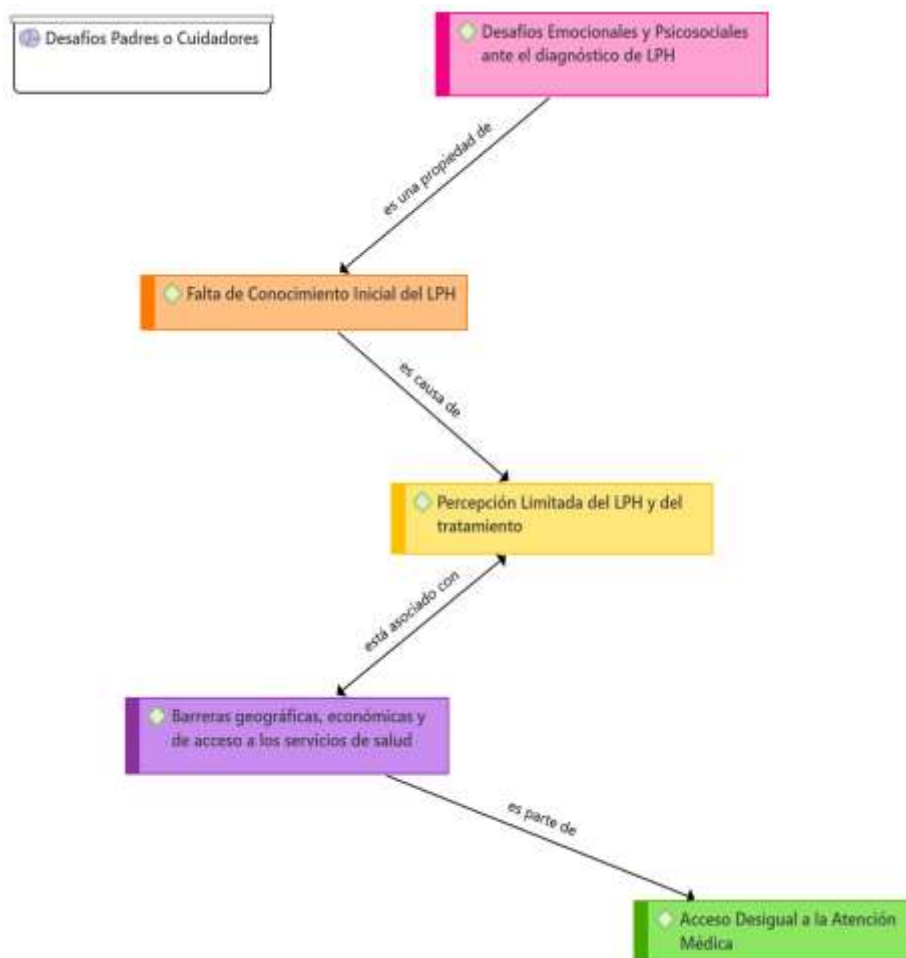 Desafíos Padres o Cuidadores
Desafíos Emocionales y Psicosociales
ante el diagnóstico de LPH
es una propiedad de
Falta de Conocimiento Inicial del LPH
es causa de
Percepción Limitada del LPH y del
tratamiento
está asociado con
Barreras geográficas, económicas y
de acceso a los servicios de salud
es parte de
Acceso Desigual a la Atención
Médica